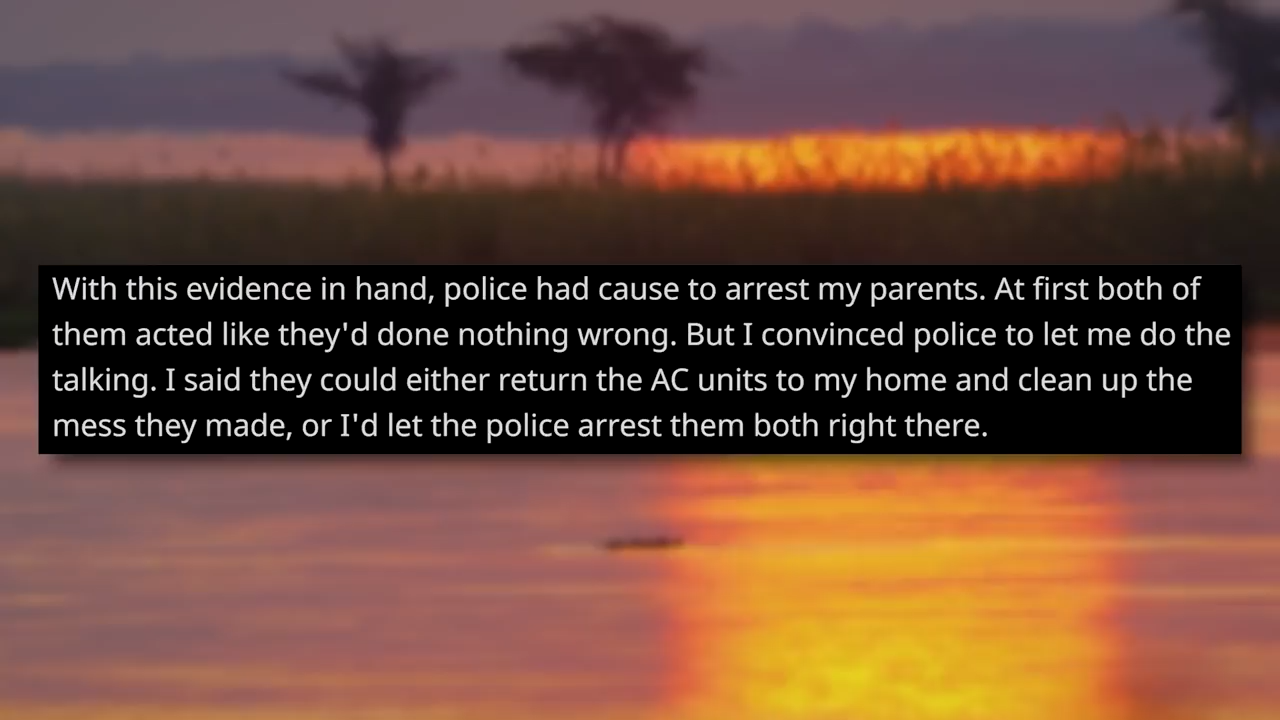 With this evidence in hand, police had cause to arrest my parents. At first both of
them acted like they'd done nothing wrong. But I convinced police to let me do the
talking. I said they could either return the AC units to my home and clean up the
mess they made, or I'd let the police arrest them both right there.